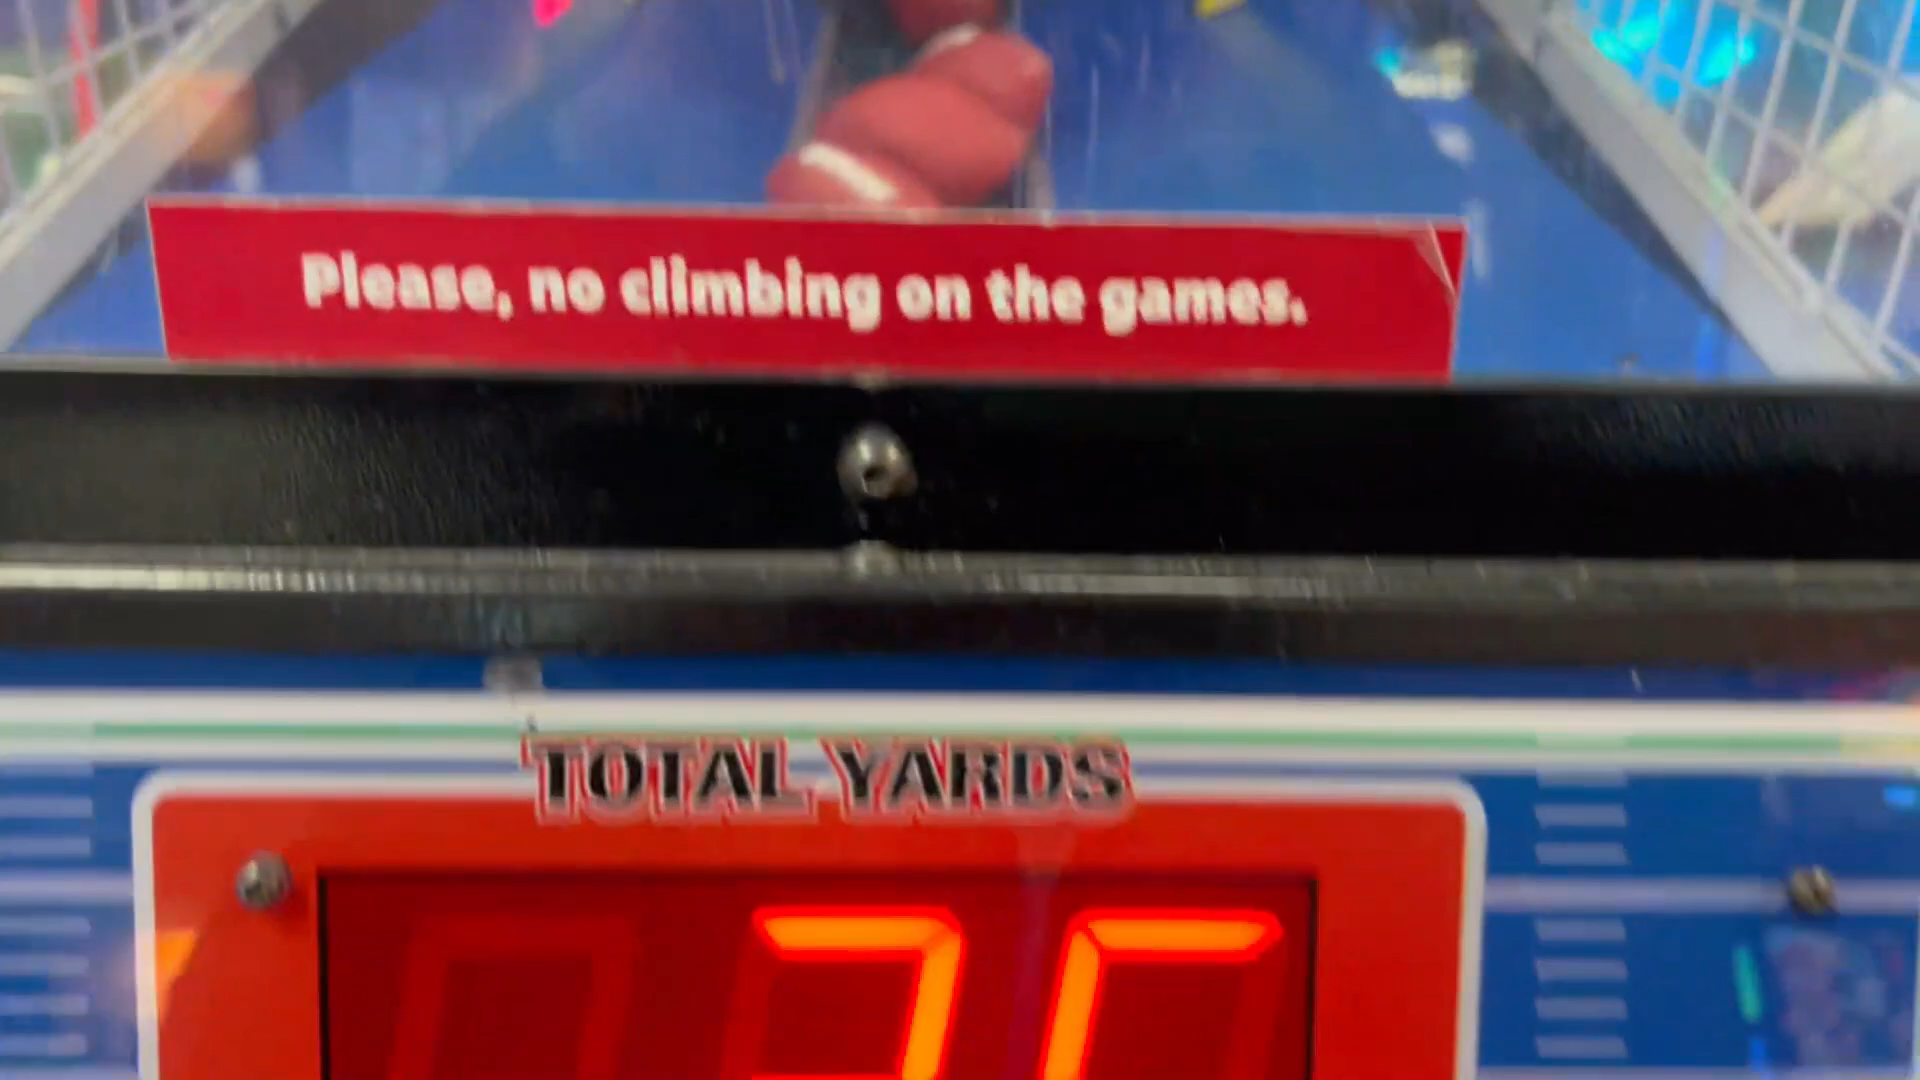 Please, no climbing on the games.
TOTAL YARDS